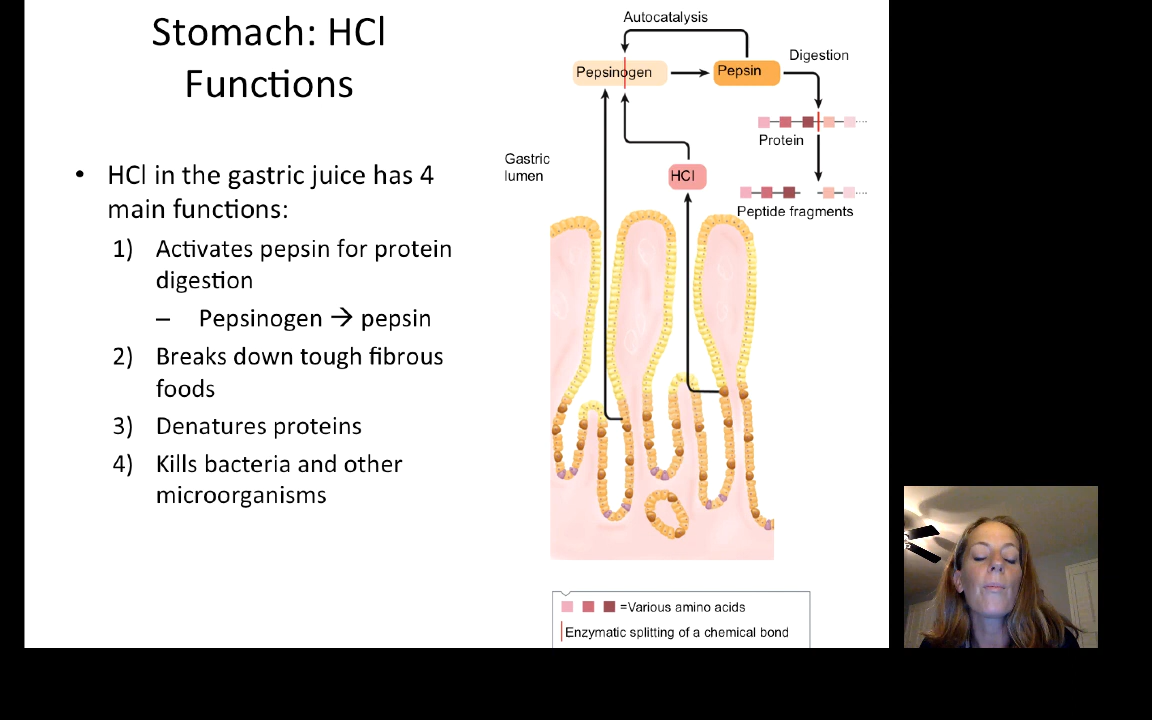 Stomach: HCl
Functions
• HCl in the gastric juice has 4
main functions:
1) Activates pepsin for protein
digestion
– Pepsinogen → pepsin
2) Breaks down tough fibrous
foods
3) Denatures proteins
4) Kills bacteria and other
microorganisms
Autocatalysis
Pepsinogen
Pepsin
Digestion
Protein
Gastric
lumen
HCl
Peptide fragments
=Various amino acids
Enzymatic splitting of a chemical bond